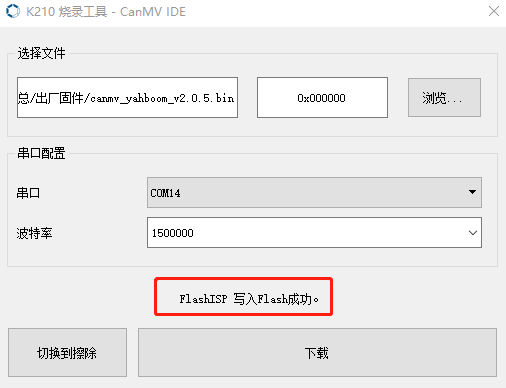 K210 烧录工具 - CanMV IDE
选择文件
总/出厂固件/canmv_yahboom_v2.0.5.bin 0x000000 浏览...
串口配置
串口 COM14
波特率 1500000
FlashISP 写入Flash成功。
切换到擦除 下载